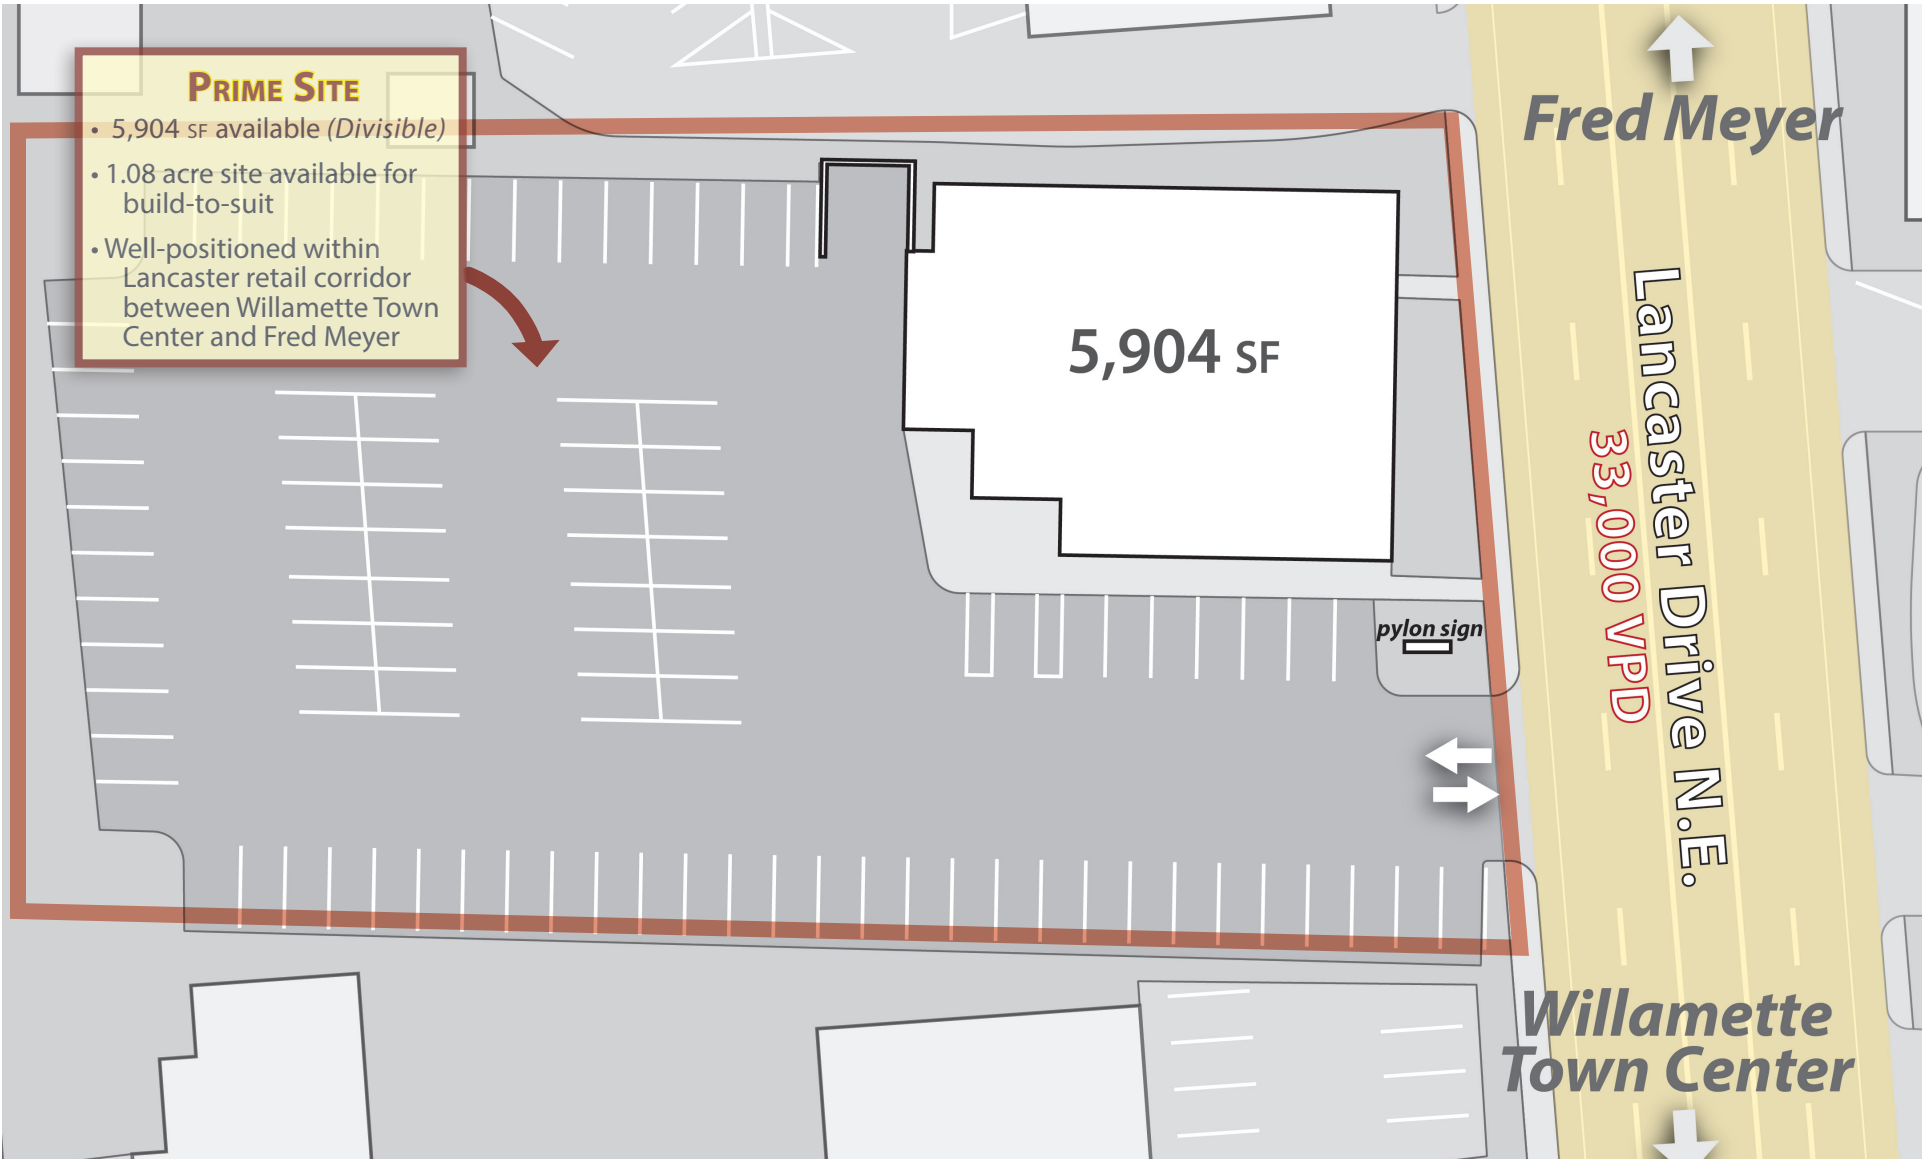 PRIME SITE
• 5,904 SF available (Divisible)
• 1.08 acre site available for
build-to-suit
• Well-positioned within
Lancaster retail corridor
between Willamette Town
Center and Fred Meyer
5,904 SF
pylon sign
Fred Meyer
Lancaster Drive N.E.
33,000 VPD
Willamette
Town Center